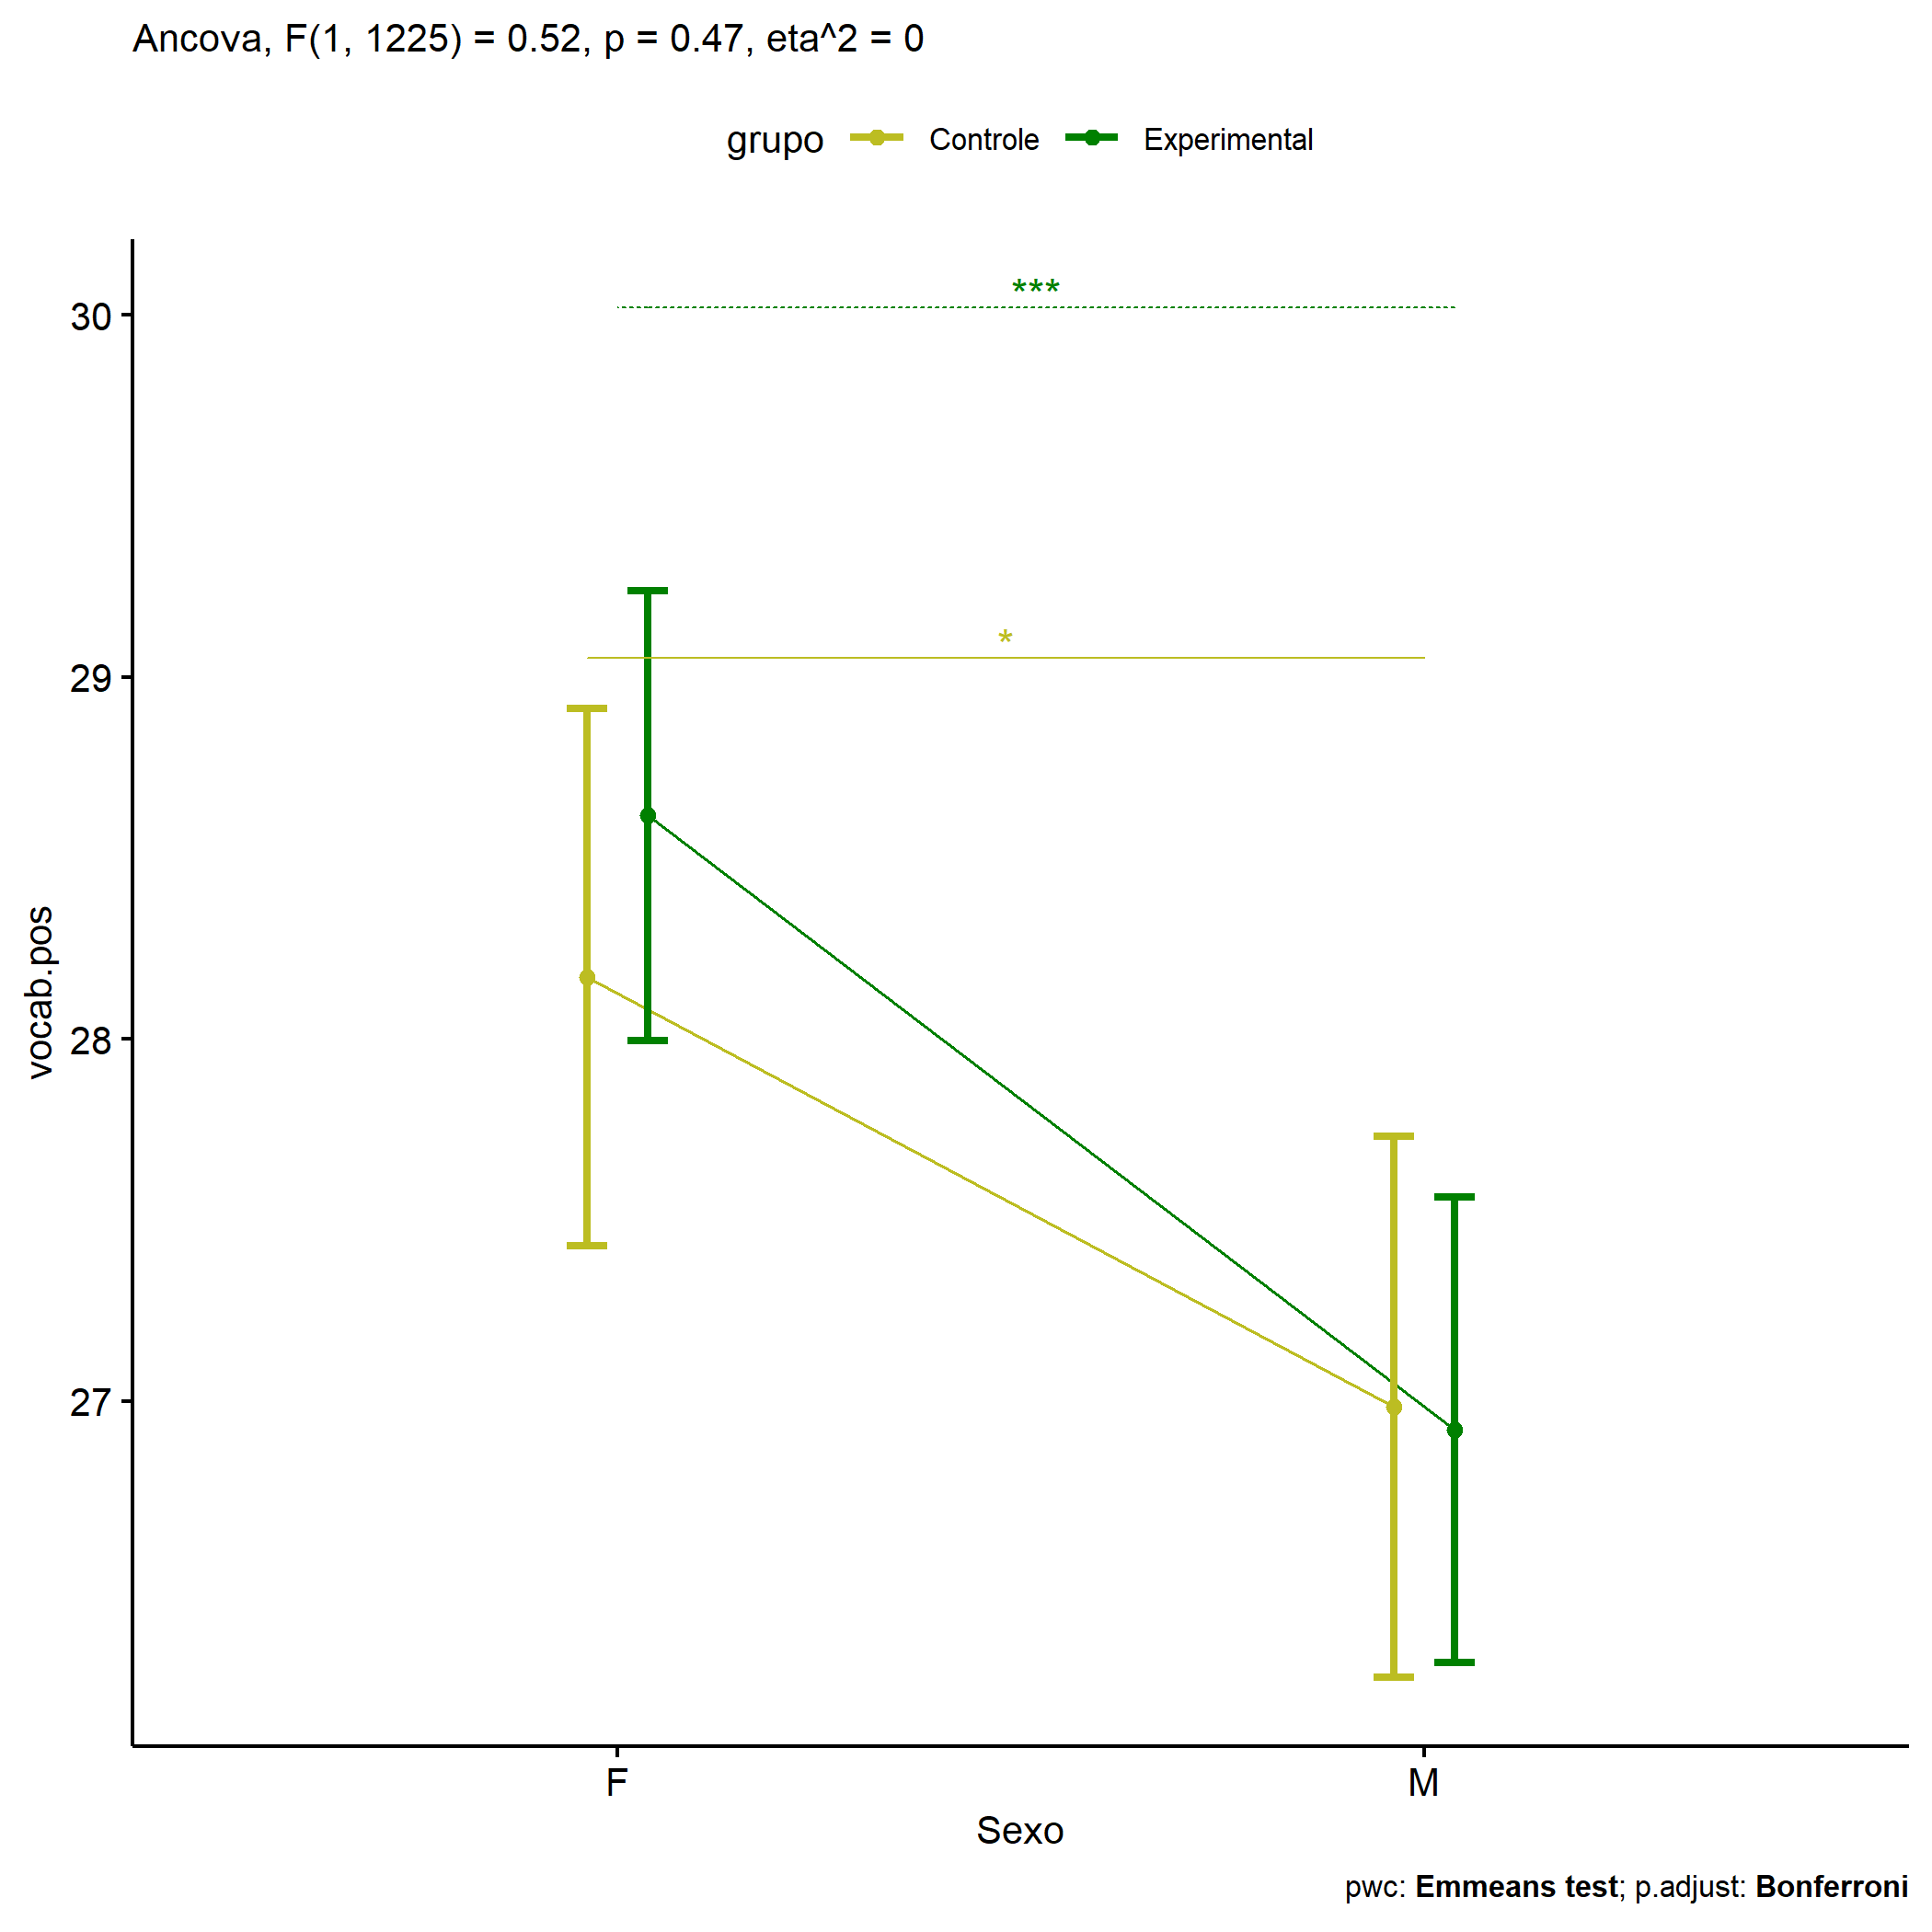 Ancova, F(1, 1225) = 0.52, p = 0.47, eta^2 = 0
grupo Controle Experimental
***
30
*
29
28
27
vocab.pos
F M
Sexo
pwc: Emmeans test; p.adjust: Bonferroni